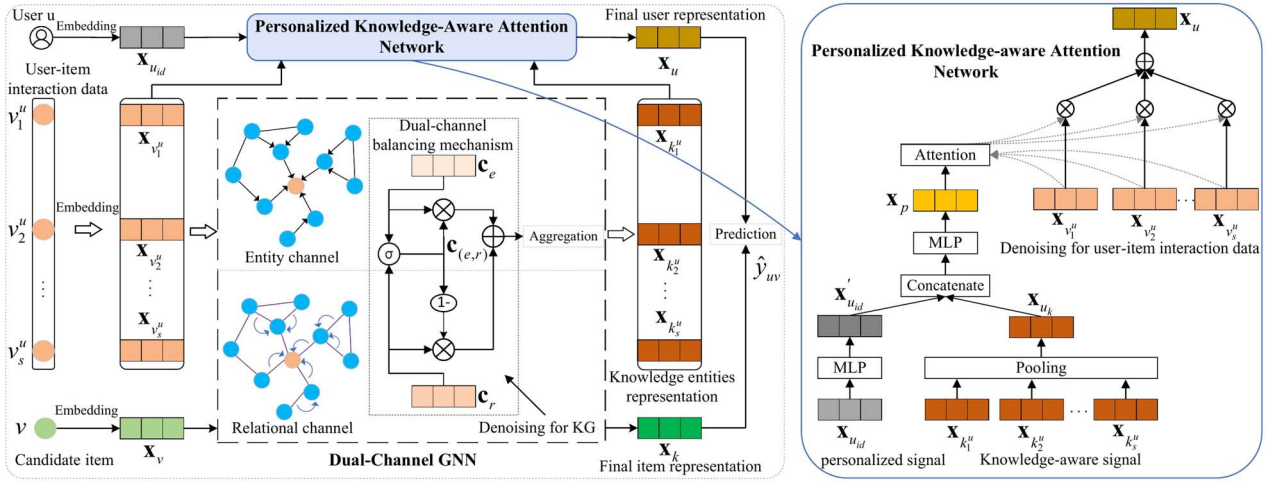 User u
Embedding
x_{u_{id}}
Personalized Knowledge-Aware Attention
Network
Final user representation
x_u
User-item
interaction data
v_1^u
v_2^u
⋮
v_s^u
Embedding
x_{v_1^u}
x_{v_2^u}
⋮
x_{v_s^u}
Entity channel
Relational channel
Dual-channel
balancing mechanism
c_e
σ
c_{(e,r)}
1-
c_r
Aggregation
Denoising for KG
Dual-Channel GNN
x_{k_1^u}
x_{k_2^u}
⋮
x_{k_s^u}
Knowledge entities
representation
Prediction
ŷ_{uv}
v
Candidate item
Embedding
x_v
x_k
Final item representation
Personalized Knowledge-aware Attention
Network
x_u
Attention
x_p
MLP
Concatenate
x_{v_1^u}
x_{v_2^u}
…
x_{v_s^u}
Denoising for user-item interaction data
x'_{u_{id}}
MLP
x_{u_{id}}
personalized signal
x_{u_k}
Pooling
x_{k_1^u}
x_{k_2^u}
…
x_{k_s^u}
Knowledge-aware signal